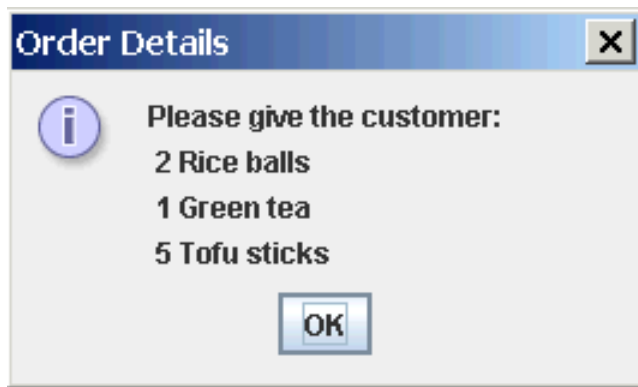 Order Details
Please give the customer:
2 Rice balls
1 Green tea
5 Tofu sticks
OK